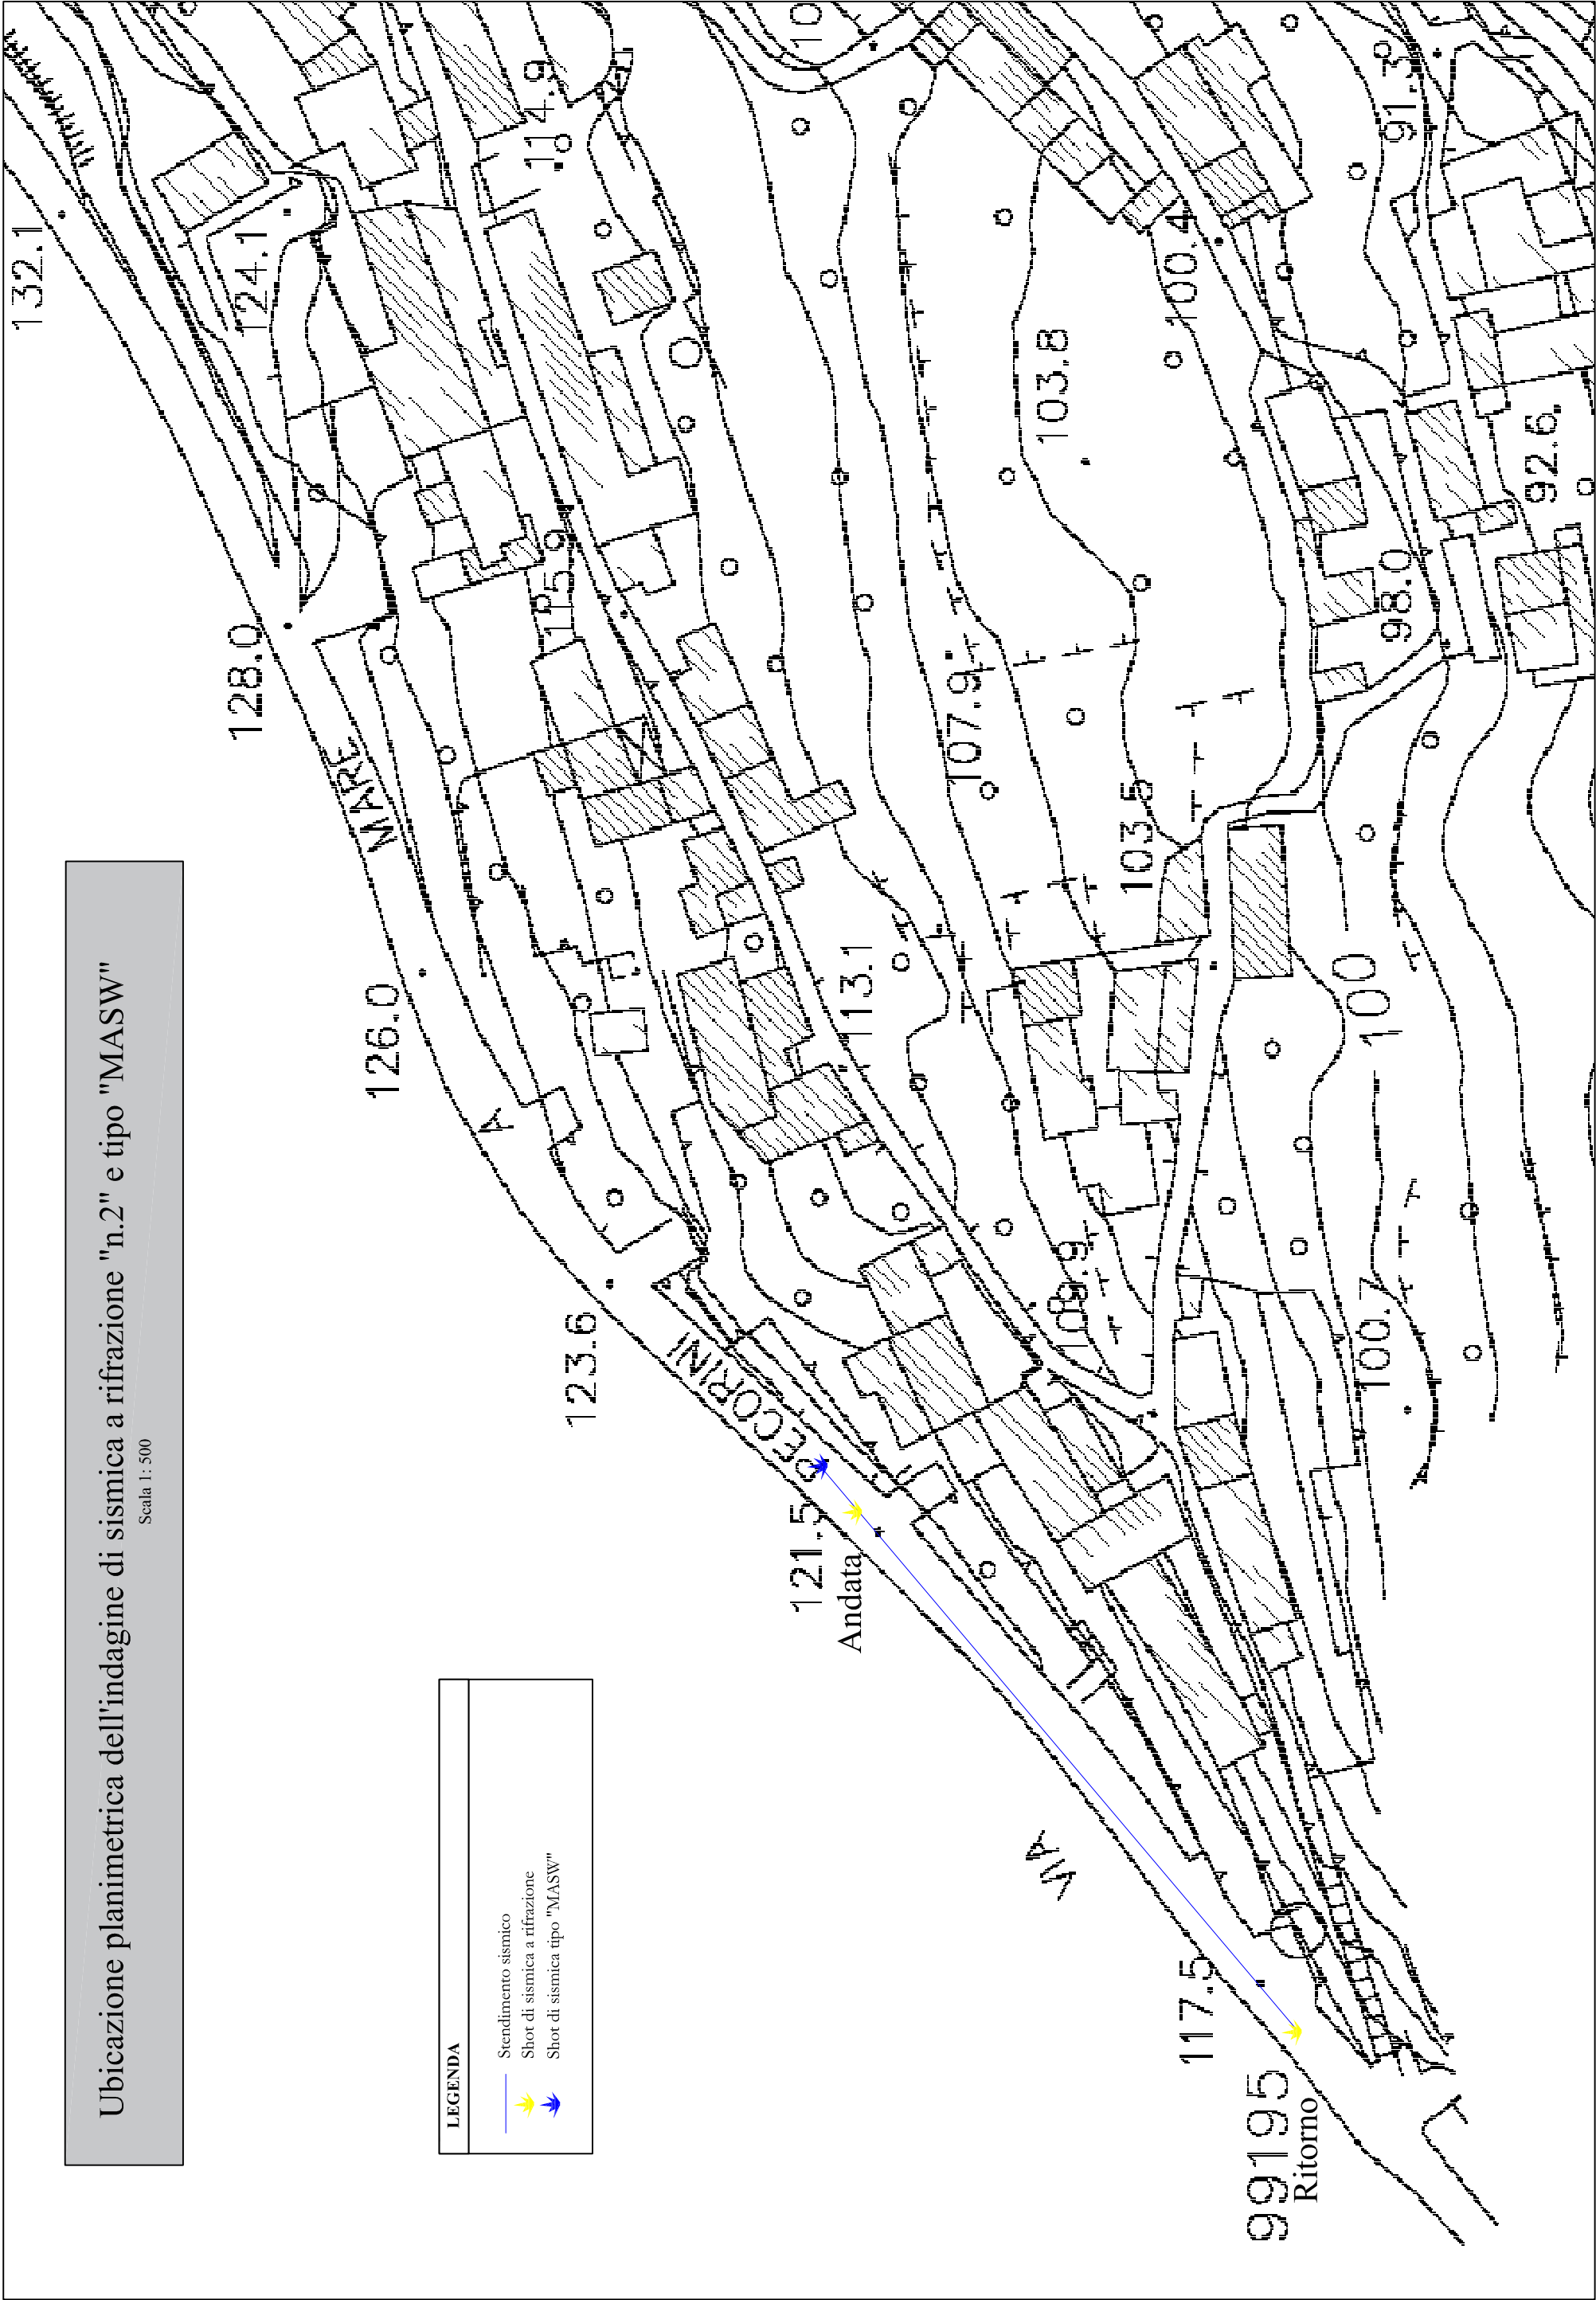 Ubicazione planimetrica dell'indagine di sismica a rifrazione "n.2" e tipo "MASW"
Scala 1: 500
LEGENDA
Stendimento sismico
Shot di sismica a rifrazione
Shot di sismica tipo "MASW"
132.1
124.1
114.9
10
91.3
100.4
103.8
92.6
128.0
115.9
98.0
MARE
107.9
103.5
126.0
113.1
100
A
109.9
100.7
123.6
PECORINI
121.5
Andata
VIA
117.5
99195
Ritorno